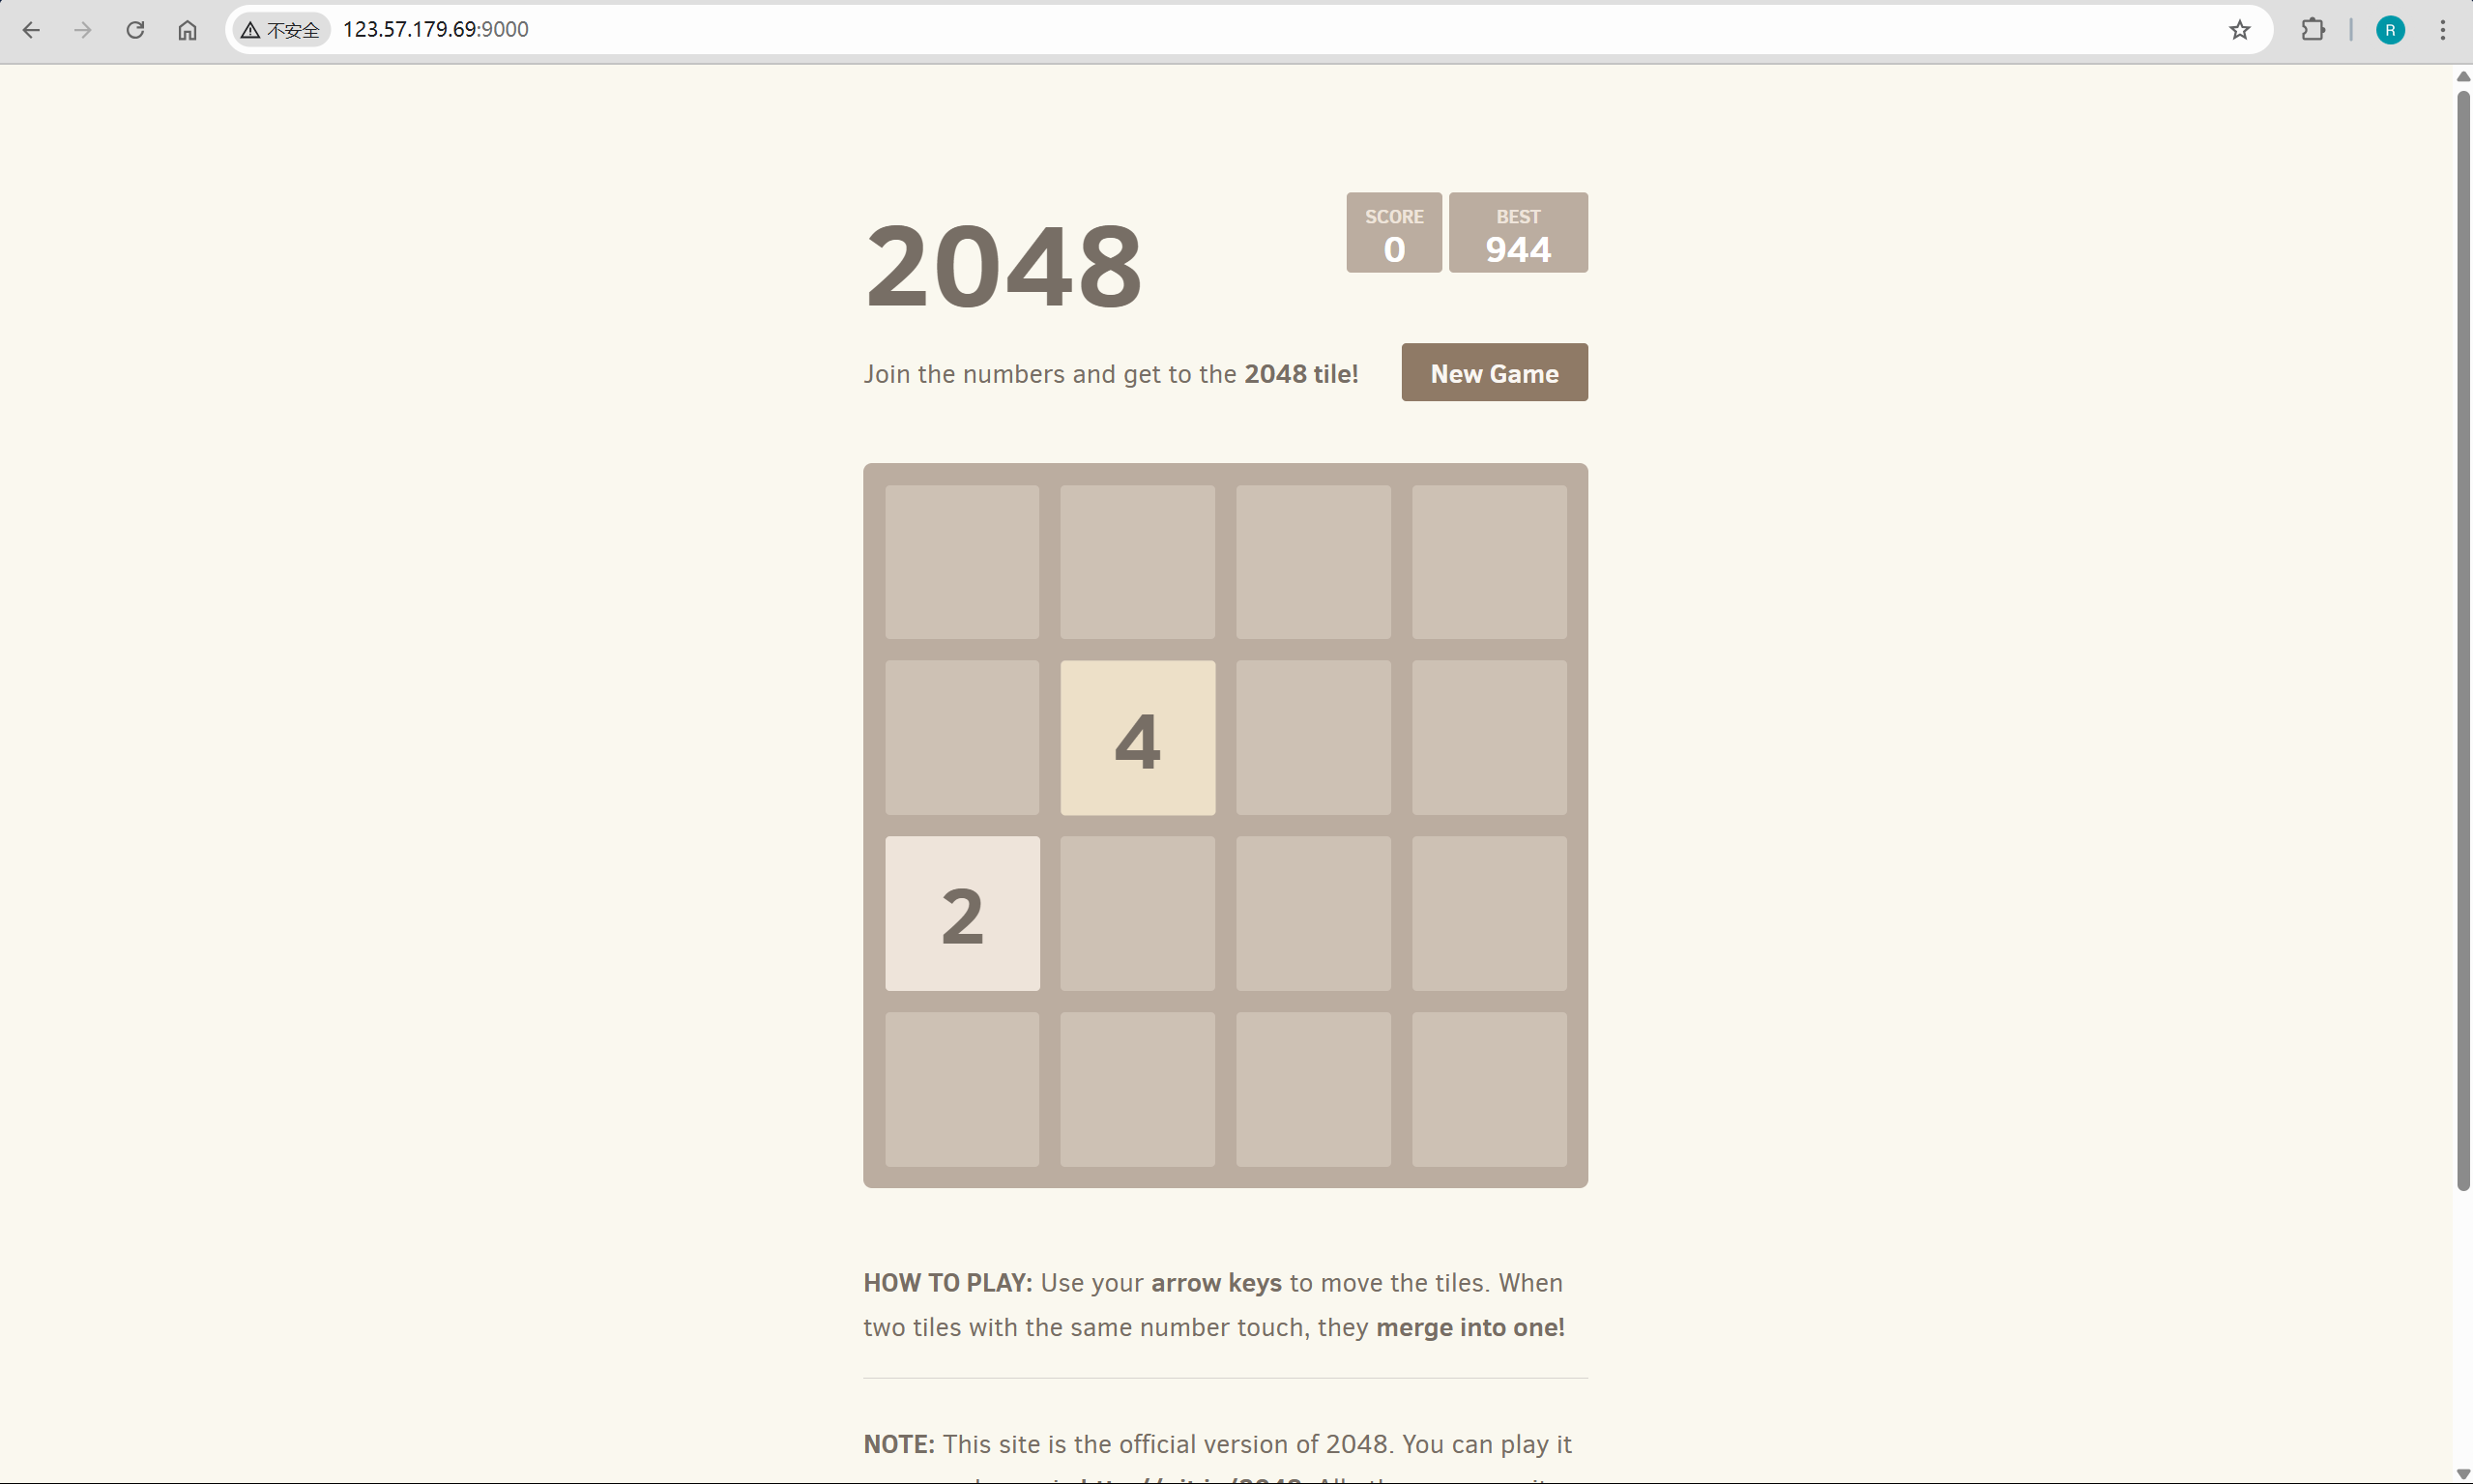 不安全 123.57.179.69:9000
R
2048
SCORE
0
BEST
944
Join the numbers and get to the 2048 tile!
New Game
4
2
HOW TO PLAY: Use your arrow keys to move the tiles. When
two tiles with the same number touch, they merge into one!
NOTE: This site is the official version of 2048. You can play it